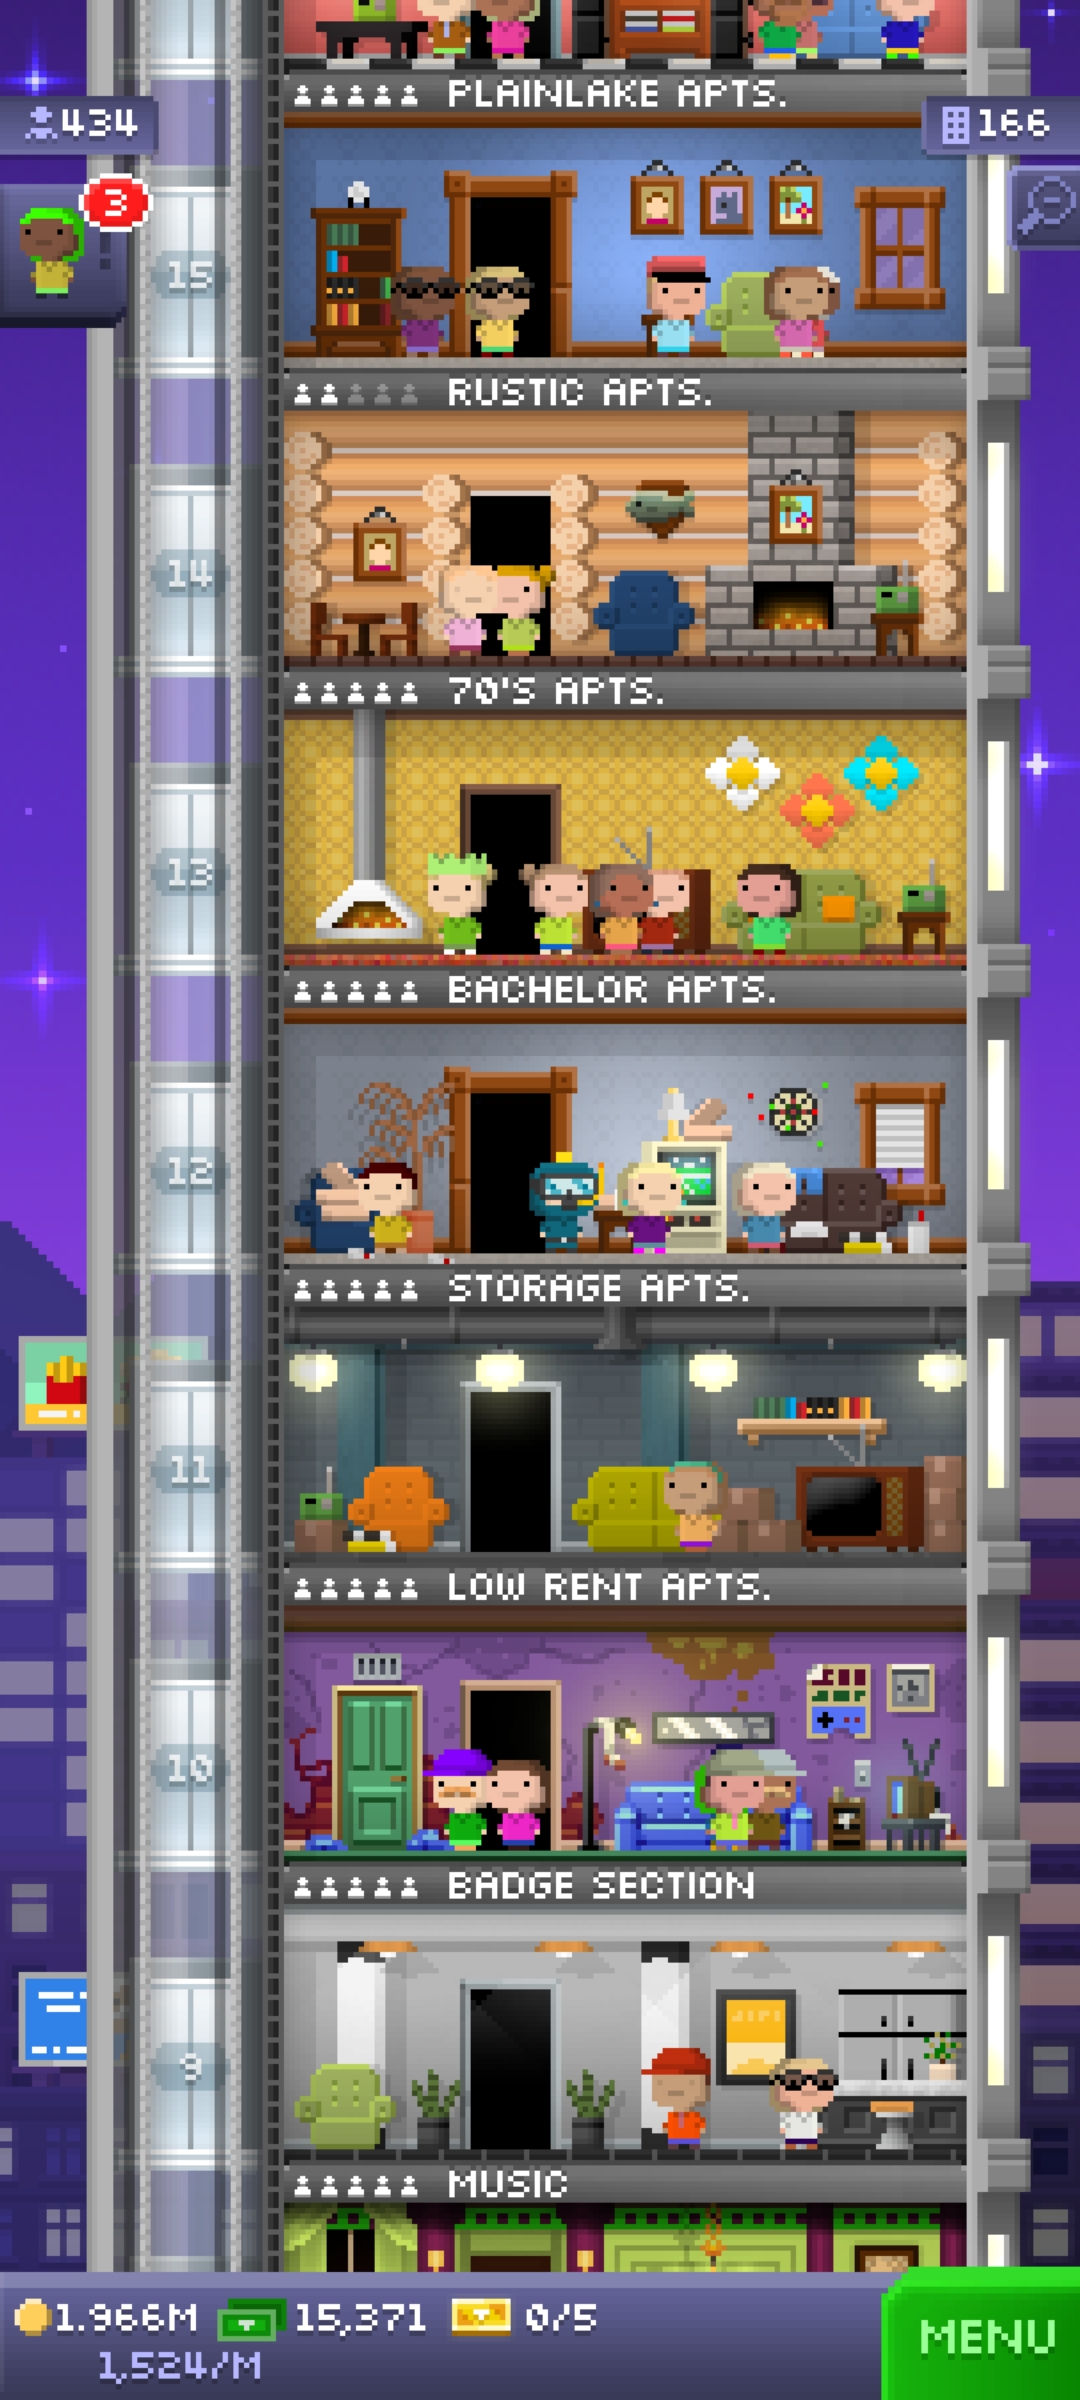 PLAINLAKE APTS.
434
166
3
15
RUSTIC APTS.
14
70'S APTS.
13
BACHELOR APTS.
12
STORAGE APTS.
11
LOW RENT APTS.
10
BADGE SECTION
9
MUSIC
1.966M 15,371 0/5
1,524/M
MENU